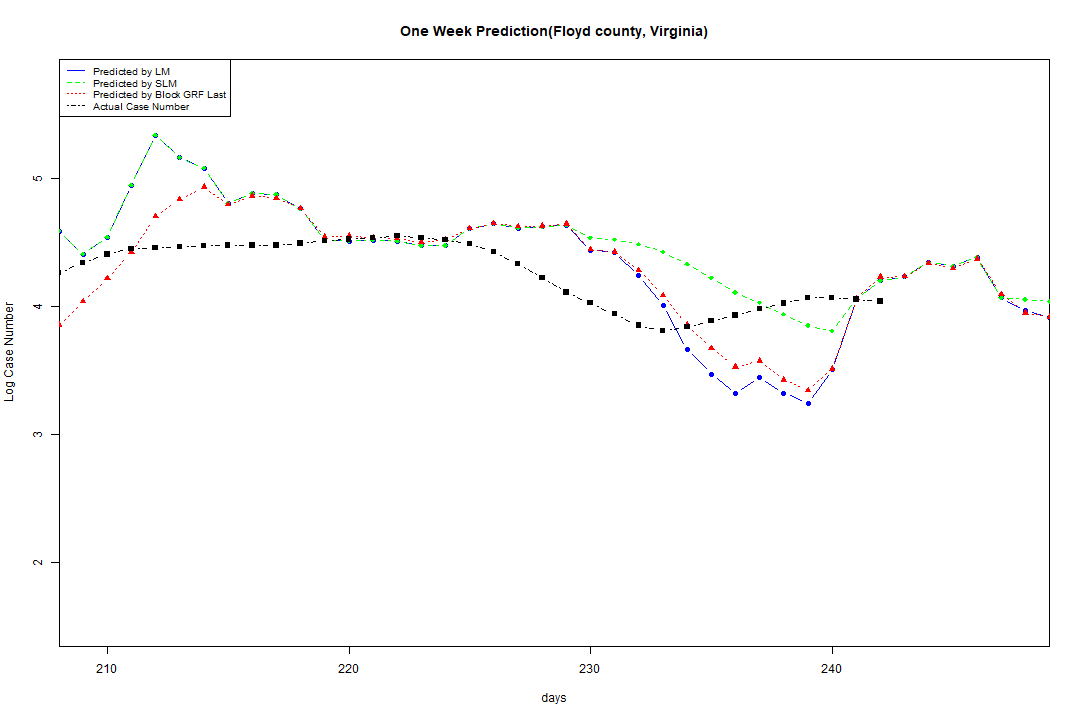 One Week Prediction(Floyd county, Virginia)
Predicted by LM
Predicted by SLM
Predicted by Block GRF Last
Actual Case Number
Log Case Number
5
4
3
2
210 220 230 240
days